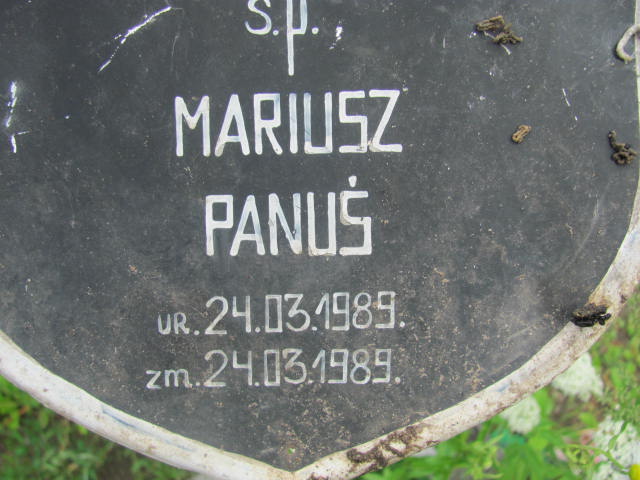 ś.p.
MARIUSZ
PANUŚ
UR. 24.03.1989.
zm. 24.03.1989.